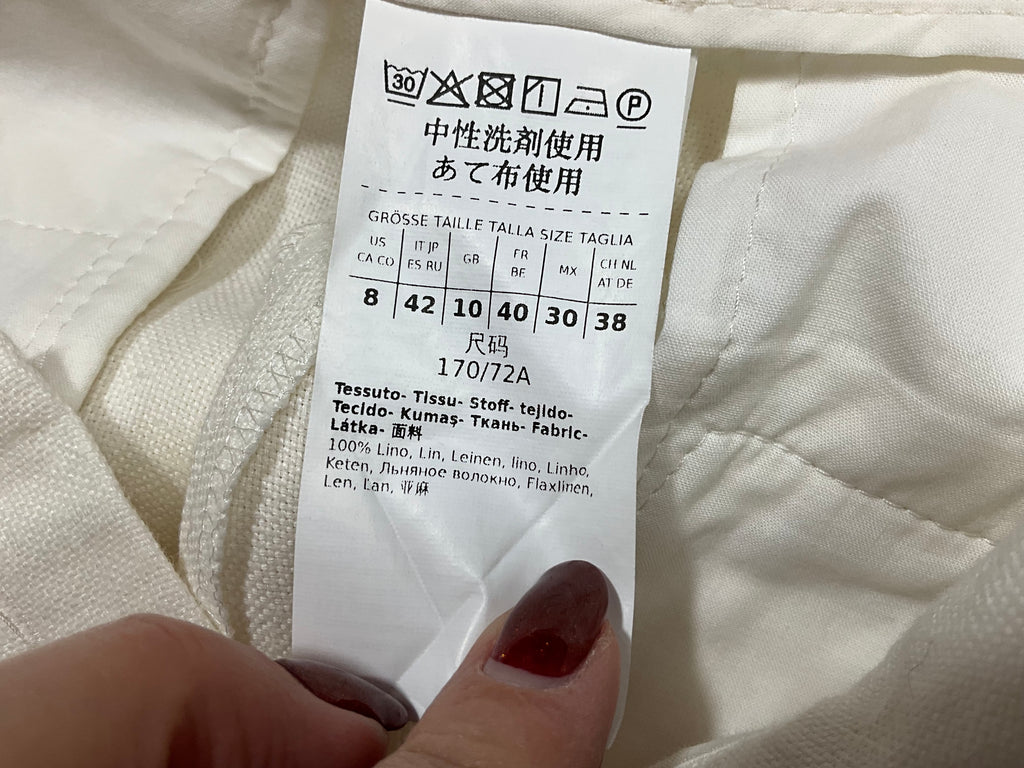 30 P
中性洗剤使用
あて布使用
GRÖSSE TAILLE TALLA SIZE TAGLIA
US CA CO IT JP ES RU GB FR BE MX CH NL AT DE
8 42 10 40 30 38
尺码
170/72A
Tessuto- Tissu- Stoff- tejido-
Tecido- Kumaş- Ткань- Fabric-
Látka- 面料
100% Lino, Lin, Leinen, lino, Linho,
Keten, Льняное волокно, Flaxlinen,
Len, Ľan, 亚麻